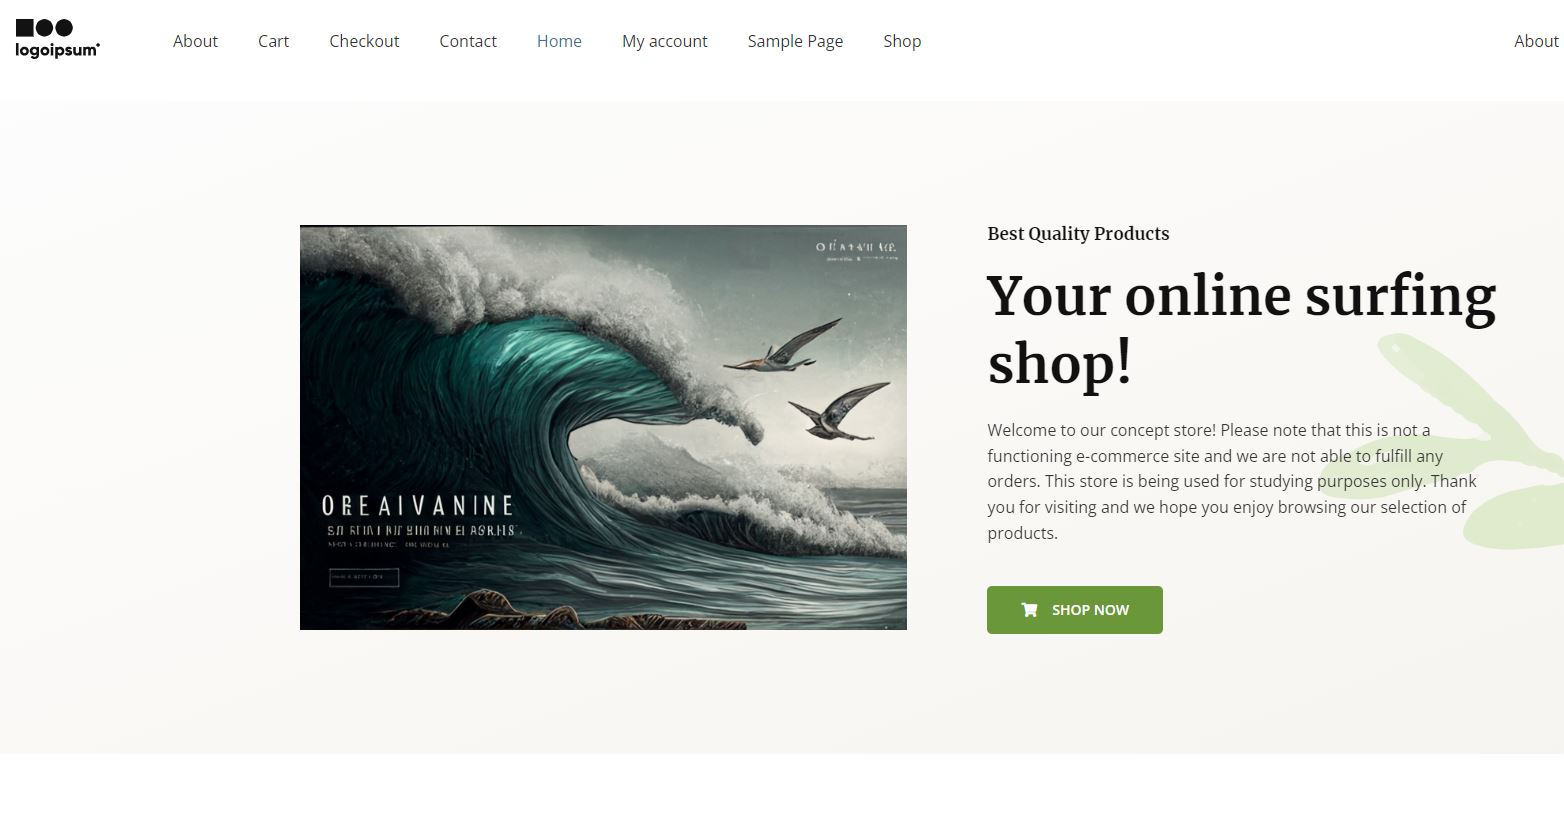 logoipsum
About
Cart
Checkout
Contact
Home
My account
Sample Page
Shop
About
Best Quality Products
Your online surfing
shop!
Welcome to our concept store! Please note that this is not a
functioning e-commerce site and we are not able to fulfill any
orders. This store is being used for studying purposes only. Thank
you for visiting and we hope you enjoy browsing our selection of
products.
SHOP NOW
OREAIVANINE